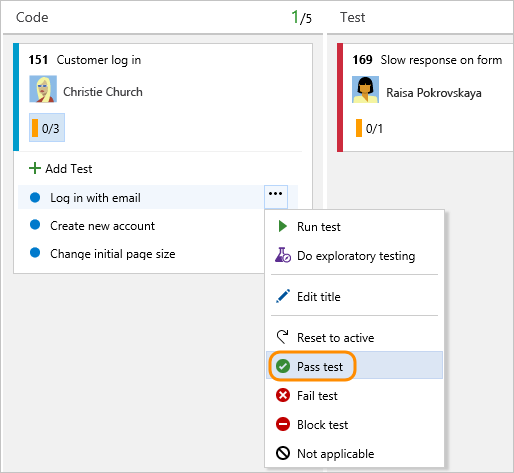 Code 1/5 Test
151 Customer log in
Christie Church
0/3
169 Slow response on form
Raisa Pokrovskaya
0/1
Add Test
Log in with email ...
Create new account
Change initial page size
Run test
Do exploratory testing
Edit title
Reset to active
Pass test
Fail test
Block test
Not applicable